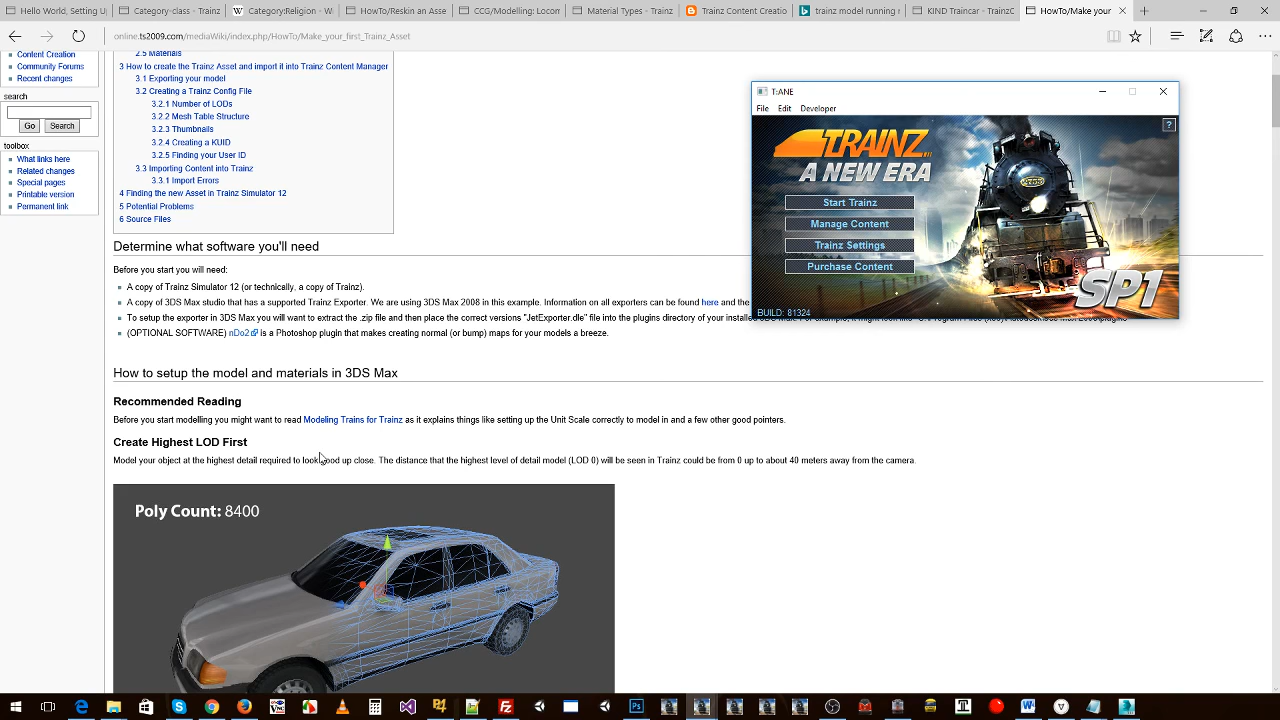 Hello World, Setting Up
Category-class - Trainz
Category:Religion - W
HowTo/Reskin an Asse
CCG/Modelling: Locom
Material Types - Trainz
Trainz Content Creatio
trainz model running n
KIND Traincar - TrainzC
HowTo/Make your
online.ts2009.com/mediaWiki/index.php/HowTo/Make_your_first_Trainz_Asset
Content Creation
Community Forums
Recent changes
search
Go
Search
toolbox
What links here
Related changes
Special pages
Printable version
Permanent link
2.5 Materials
3 How to create the Trainz Asset and import it into Trainz Content Manager
3.1 Exporting your model
3.2 Creating a Trainz Config File
3.2.1 Number of LODs
3.2.2 Mesh Table Structure
3.2.3 Thumbnails
3.2.4 Creating a KUID
3.2.5 Finding your User ID
3.3 Importing Content into Trainz
3.3.1 Import Errors
4 Finding the new Asset in Trainz Simulator 12
5 Potential Problems
6 Source Files
T:ANE
File Edit Developer
TRAINZ
A NEW ERA
?
Start Trainz
Manage Content
Trainz Settings
Purchase Content
SP1
BUILD: 81324
Determine what software you'll need
Before you start you will need:
A copy of Trainz Simulator 12 (or technically, a copy of Trainz).
A copy of 3DS Max studio that has a supported Trainz Exporter. We are using 3DS Max 2008 in this example. Information on all exporters can be found here and the
To setup the exporter in 3DS Max you will want to extract the .zip file and then place the correct versions "JetExporter.dle" file into the plugins directory of your installed
(OPTIONAL SOFTWARE) nDo2 is a Photoshop plugin that makes creating normal (or bump) maps for your models a breeze.
How to setup the model and materials in 3DS Max
Recommended Reading
Before you start modelling you might want to read Modeling Trains for Trainz as it explains things like setting up the Unit Scale correctly to model in and a few other good pointers.
Create Highest LOD First
Model your object at the highest detail required to look good up close. The distance that the highest level of detail model (LOD 0) will be seen in Trainz could be from 0 up to about 40 meters away from the camera.
Poly Count: 8400